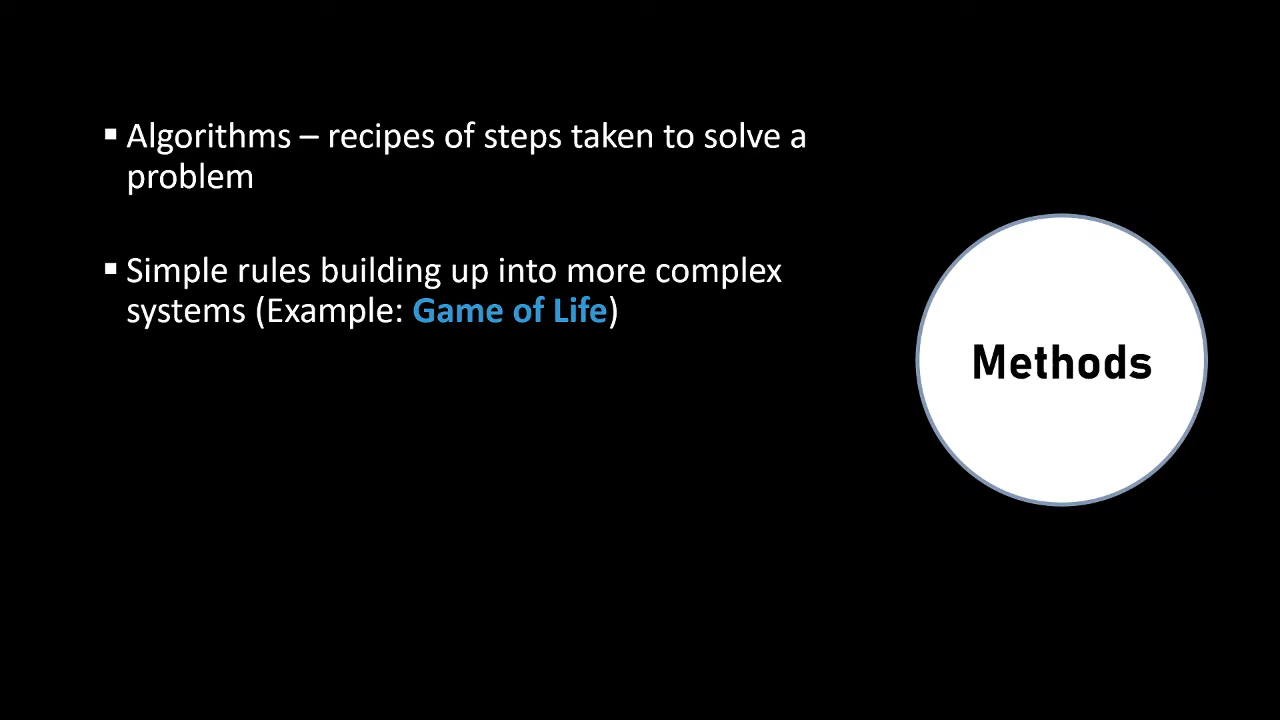 ▪ Algorithms – recipes of steps taken to solve a
problem
▪ Simple rules building up into more complex
systems (Example: Game of Life)
Methods